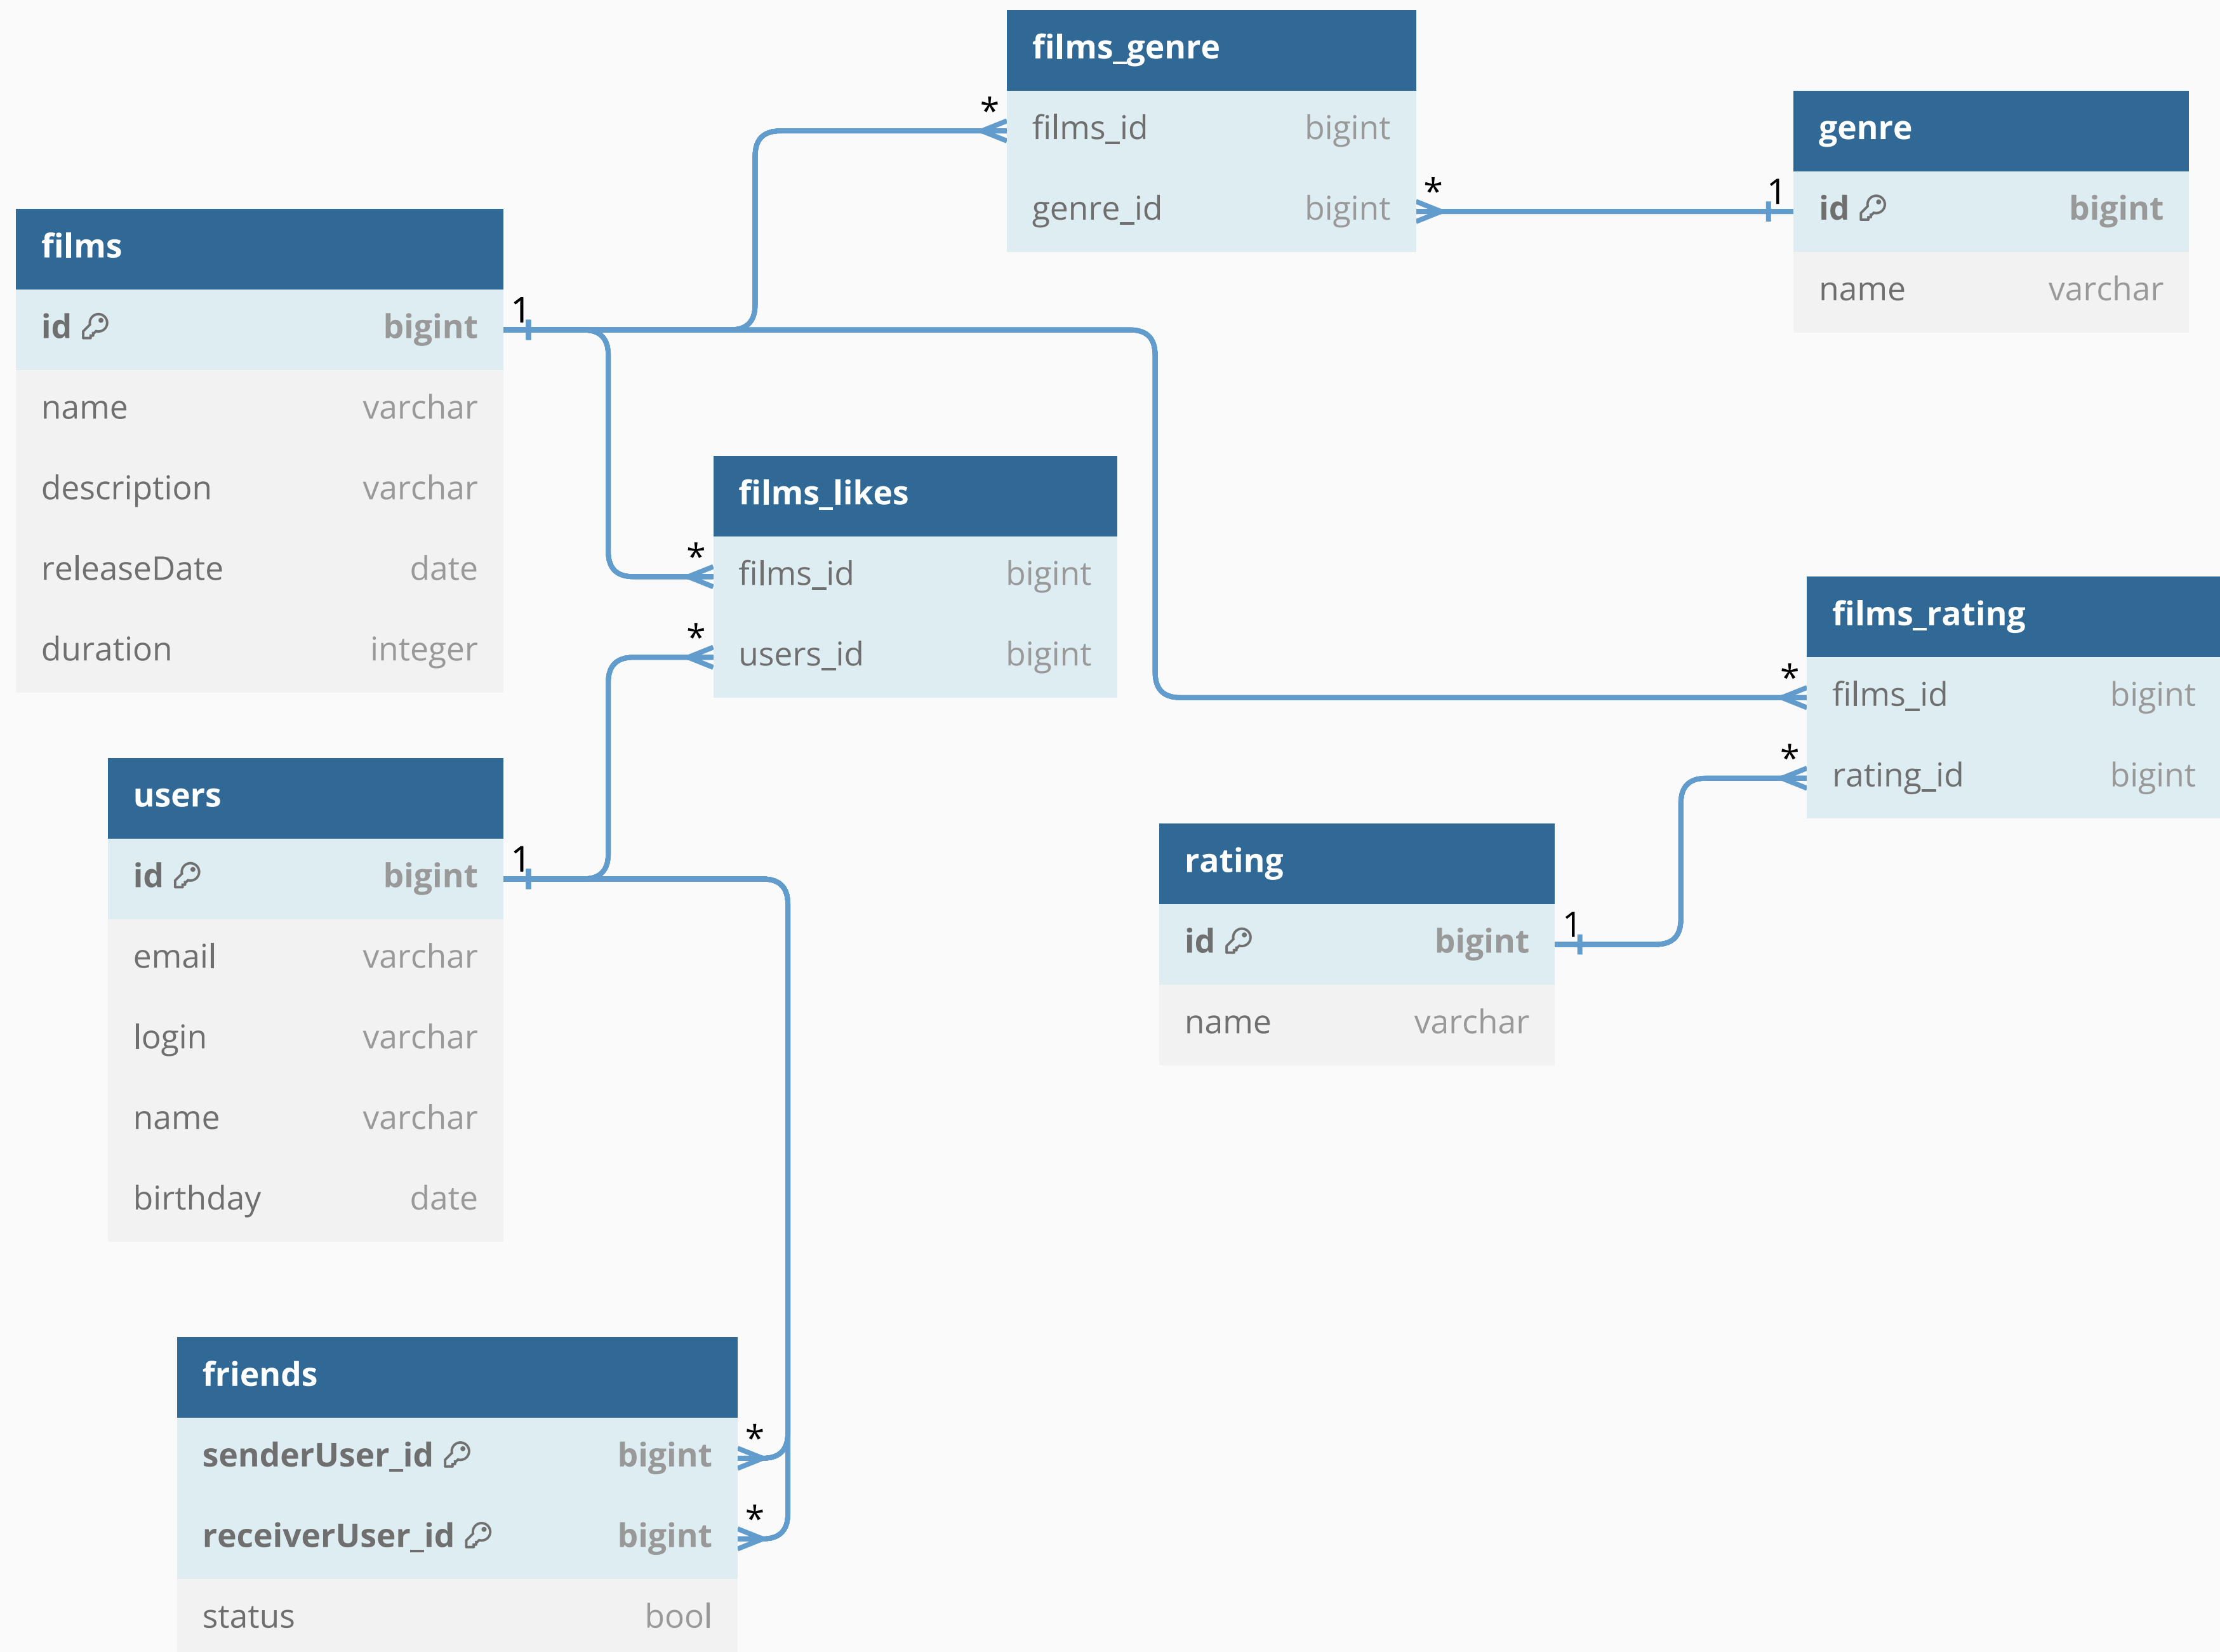 films_genre
*
films_id bigint
*
genre_id bigint
genre
1
id bigint
name varchar
films
1
id bigint
name varchar
description varchar
releaseDate date
duration integer
films_likes
*
films_id bigint
*
users_id bigint
films_rating
*
films_id bigint
*
rating_id bigint
users
1
id bigint
email varchar
login varchar
name varchar
birthday date
rating
1
id bigint
name varchar
friends
*
senderUser_id bigint
*
receiverUser_id bigint
status bool